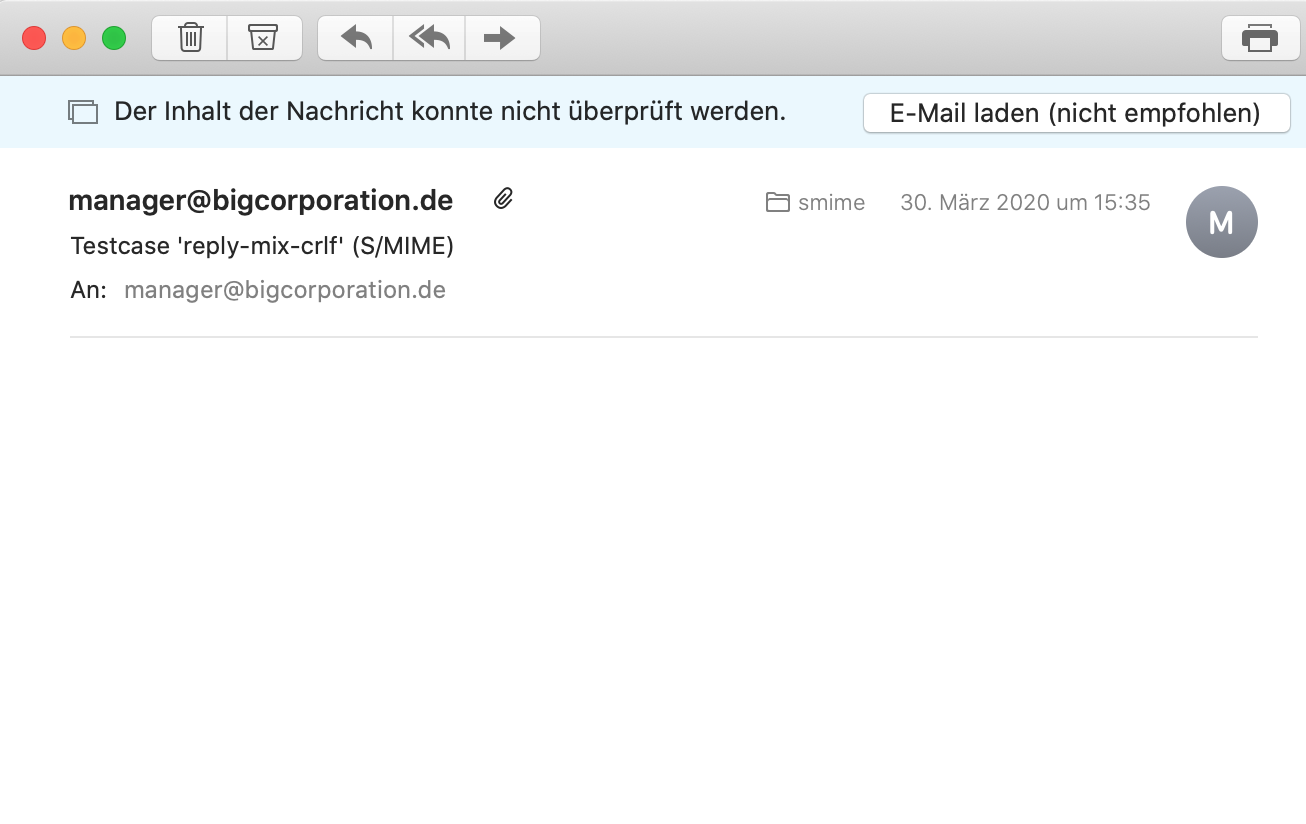 Der Inhalt der Nachricht konnte nicht überprüft werden.
E-Mail laden (nicht empfohlen)
manager@bigcorporation.de
smime
30. März 2020 um 15:35
M
Testcase 'reply-mix-crlf' (S/MIME)
An: manager@bigcorporation.de